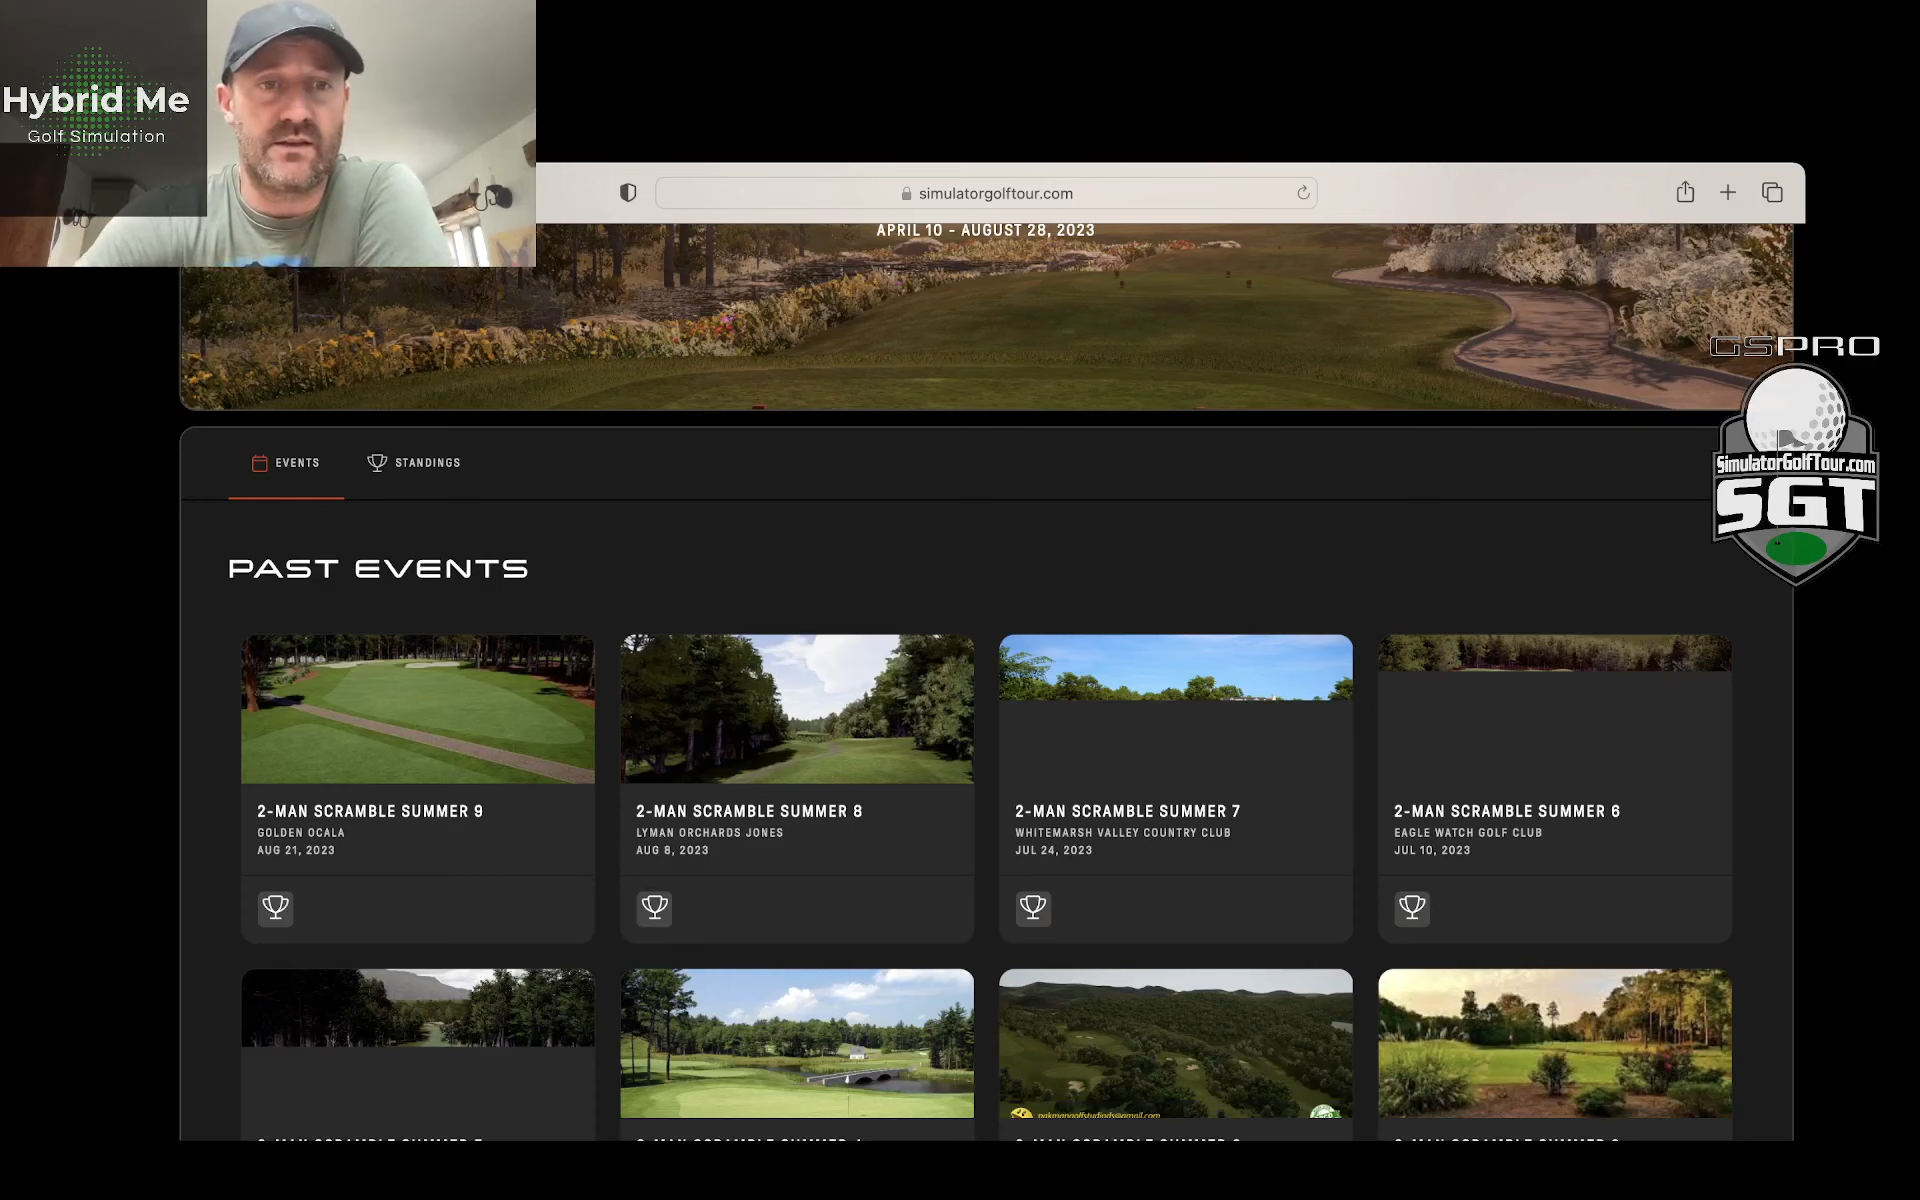 Hybrid Me
Golf Simulation
simulatorgolftour.com
APRIL 10 - AUGUST 28, 2023
GSPRO
SimulatorGolfTour.com
SGT
EVENTS
STANDINGS
PAST EVENTS
2-MAN SCRAMBLE SUMMER 9
GOLDEN OCALA
AUG 21, 2023
2-MAN SCRAMBLE SUMMER 8
LYMAN ORCHARDS JONES
AUG 8, 2023
2-MAN SCRAMBLE SUMMER 7
WHITEMARSH VALLEY COUNTRY CLUB
JUL 24, 2023
2-MAN SCRAMBLE SUMMER 6
EAGLE WATCH GOLF CLUB
JUL 10, 2023